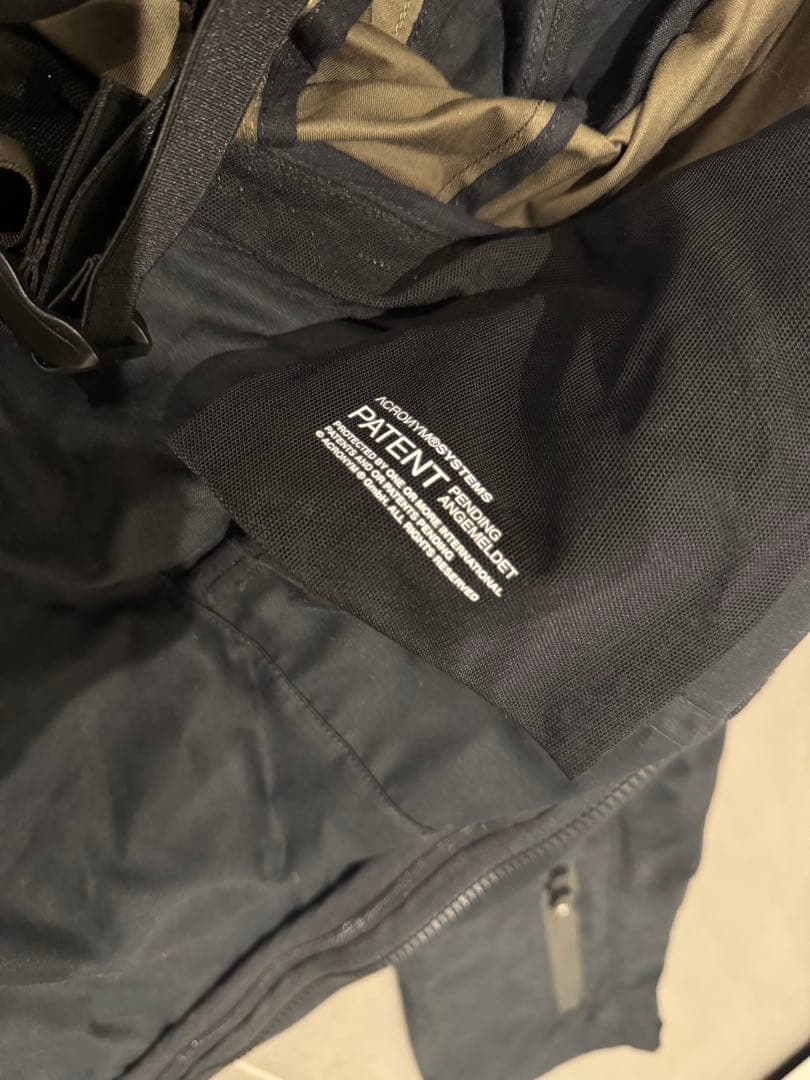 ACRONYM®SYSTEMS
PATENT PENDING ANGEMELDET
PROTECTED BY ONE OR MORE INTERNATIONAL
PATENTS AND OR PATENTS PENDING
© ACRONYM ® GmbH. ALL RIGHTS RESERVED